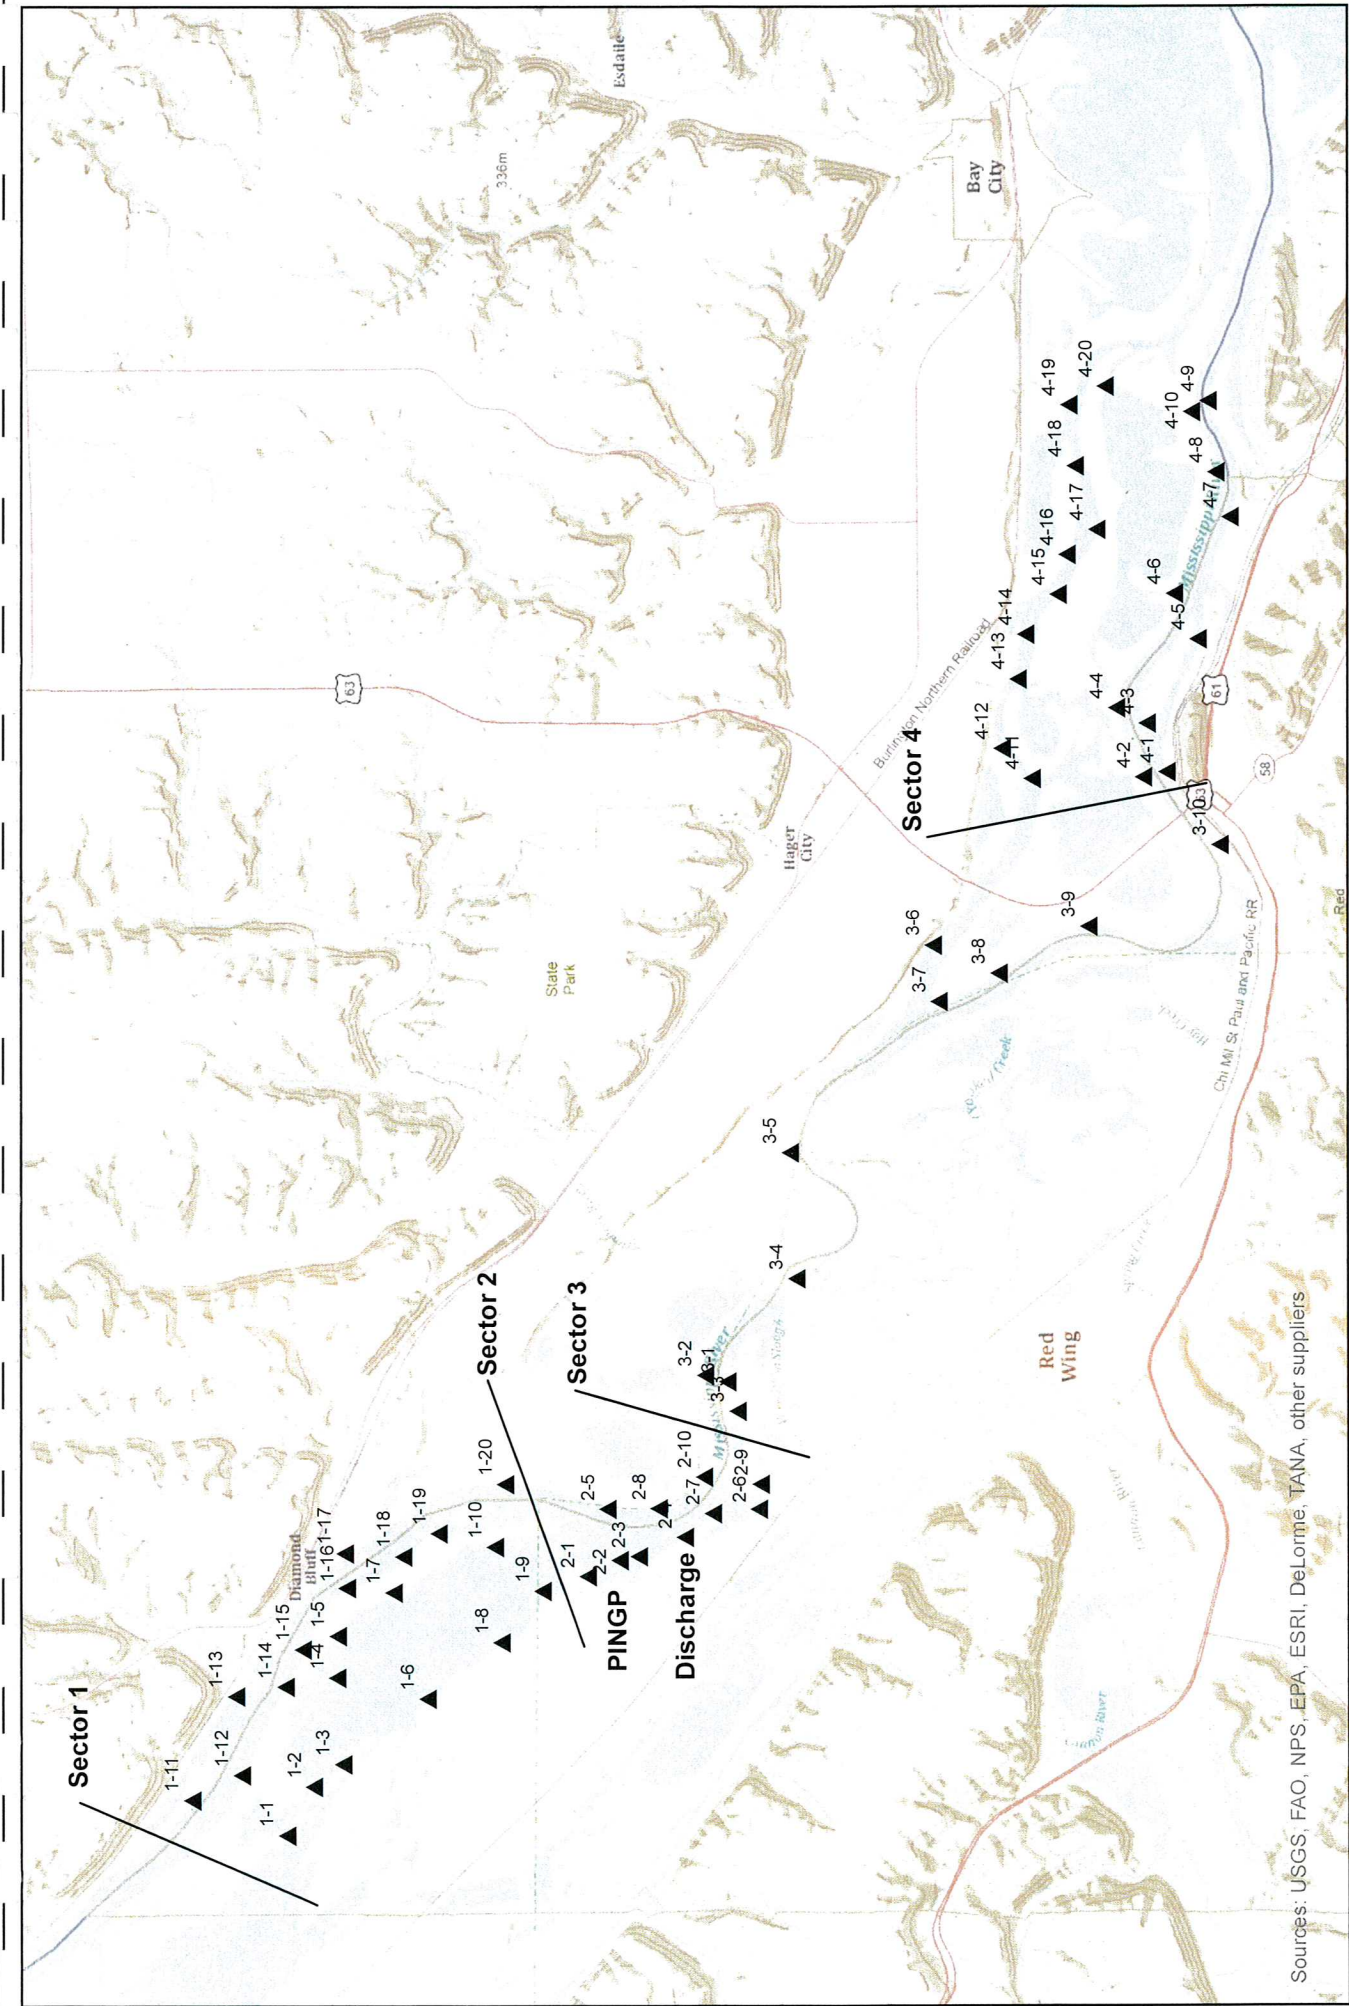 Sector 1
1-11
1-12
1-13
1-1
1-2
1-3
1-14
1-15
1-4
1-5
1-16
1-17
Diamond
Bluff
1-6
1-7
1-18
1-19
1-8
1-9
1-10
1-20
Sector 2
2-1
2-2
2-3
2-5
2-8
2-7
2-10
2-6
2-9
PINGP
Discharge
Sector 3
3-3
3-1
3-2
3-4
3-5
3-7
3-6
3-8
3-9
3-10
Sector 4
4-1
4-2
4-3
4-4
4-11
4-12
4-13
4-14
4-15
4-16
4-17
4-18
4-19
4-20
4-5
4-6
4-7
4-8
4-10
4-9
State
Park
Hager
City
Burlington Northern Railroad
63
63
61
58
336m
Esdaile
Bay
City
Red
Wing
Red
Creek
Hay Creek
Chi Mil St Paul and Pacific RR
Sources: USGS, FAO, NPS, EPA, ESRI, DeLorme, TANA, other suppliers